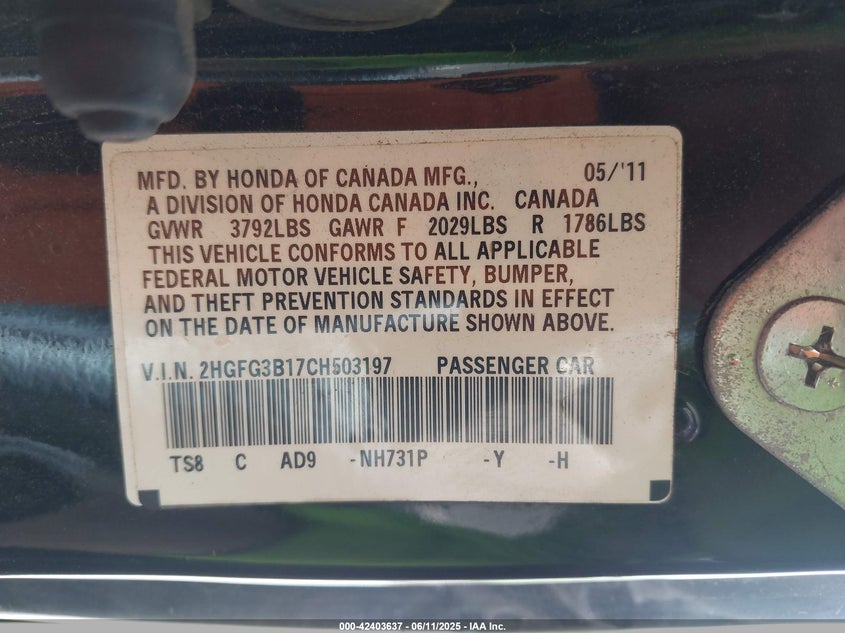 MFD. BY HONDA OF CANADA MFG., 05/'11
A DIVISION OF HONDA CANADA INC. CANADA
GVWR 3792LBS GAWR F 2029LBS R 1786LBS
THIS VEHICLE CONFORMS TO ALL APPLICABLE
FEDERAL MOTOR VEHICLE SAFETY, BUMPER,
AND THEFT PREVENTION STANDARDS IN EFFECT
ON THE DATE OF MANUFACTURE SHOWN ABOVE.
V.I.N. 2HGFG3B17CH503197 PASSENGER CAR
TS8 C AD9 -NH731P -Y -H
000-42403637 - 06/11/2025 - IAA Inc.